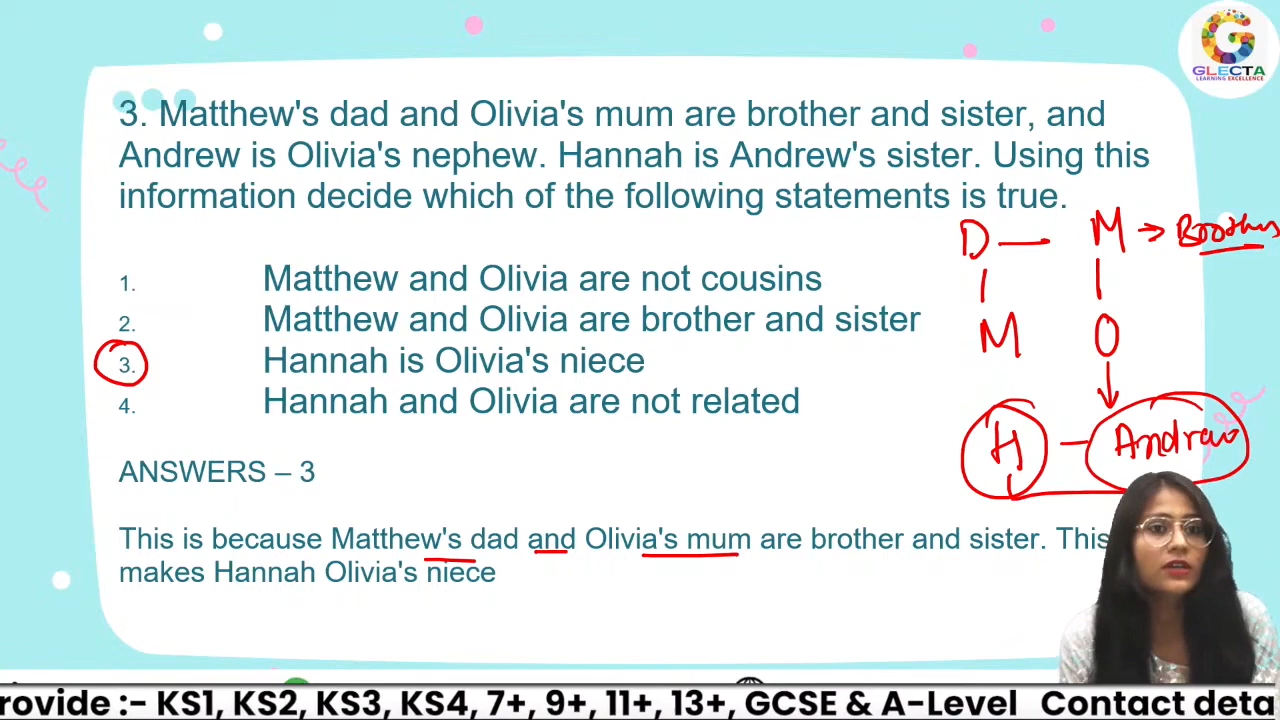 GLECTA
LEARNING EXCELLENCE
3. Matthew's dad and Olivia's mum are brother and sister, and
Andrew is Olivia's nephew. Hannah is Andrew's sister. Using this
information decide which of the following statements is true.
D — M → Brother
1. Matthew and Olivia are not cousins
2. Matthew and Olivia are brother and sister
M O
3. Hannah is Olivia's niece
4. Hannah and Olivia are not related
H — Andrew
ANSWERS – 3
This is because Matthew's dad and Olivia's mum are brother and sister. This
makes Hannah Olivia's niece
rovide :- KS1, KS2, KS3, KS4, 7+, 9+, 11+, 13+, GCSE & A-Level Contact deta